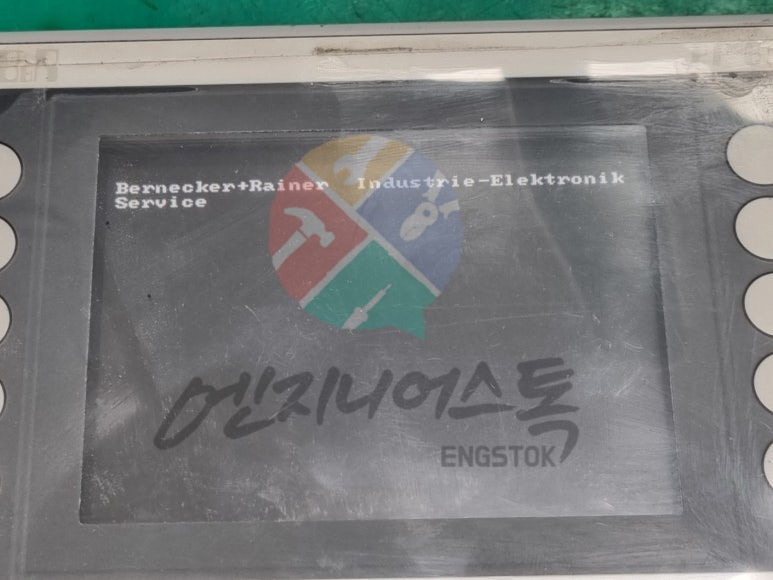 Bernecker+Rainer Industrie-Elektronik
Service
엔지니어스톡
ENGSTOK